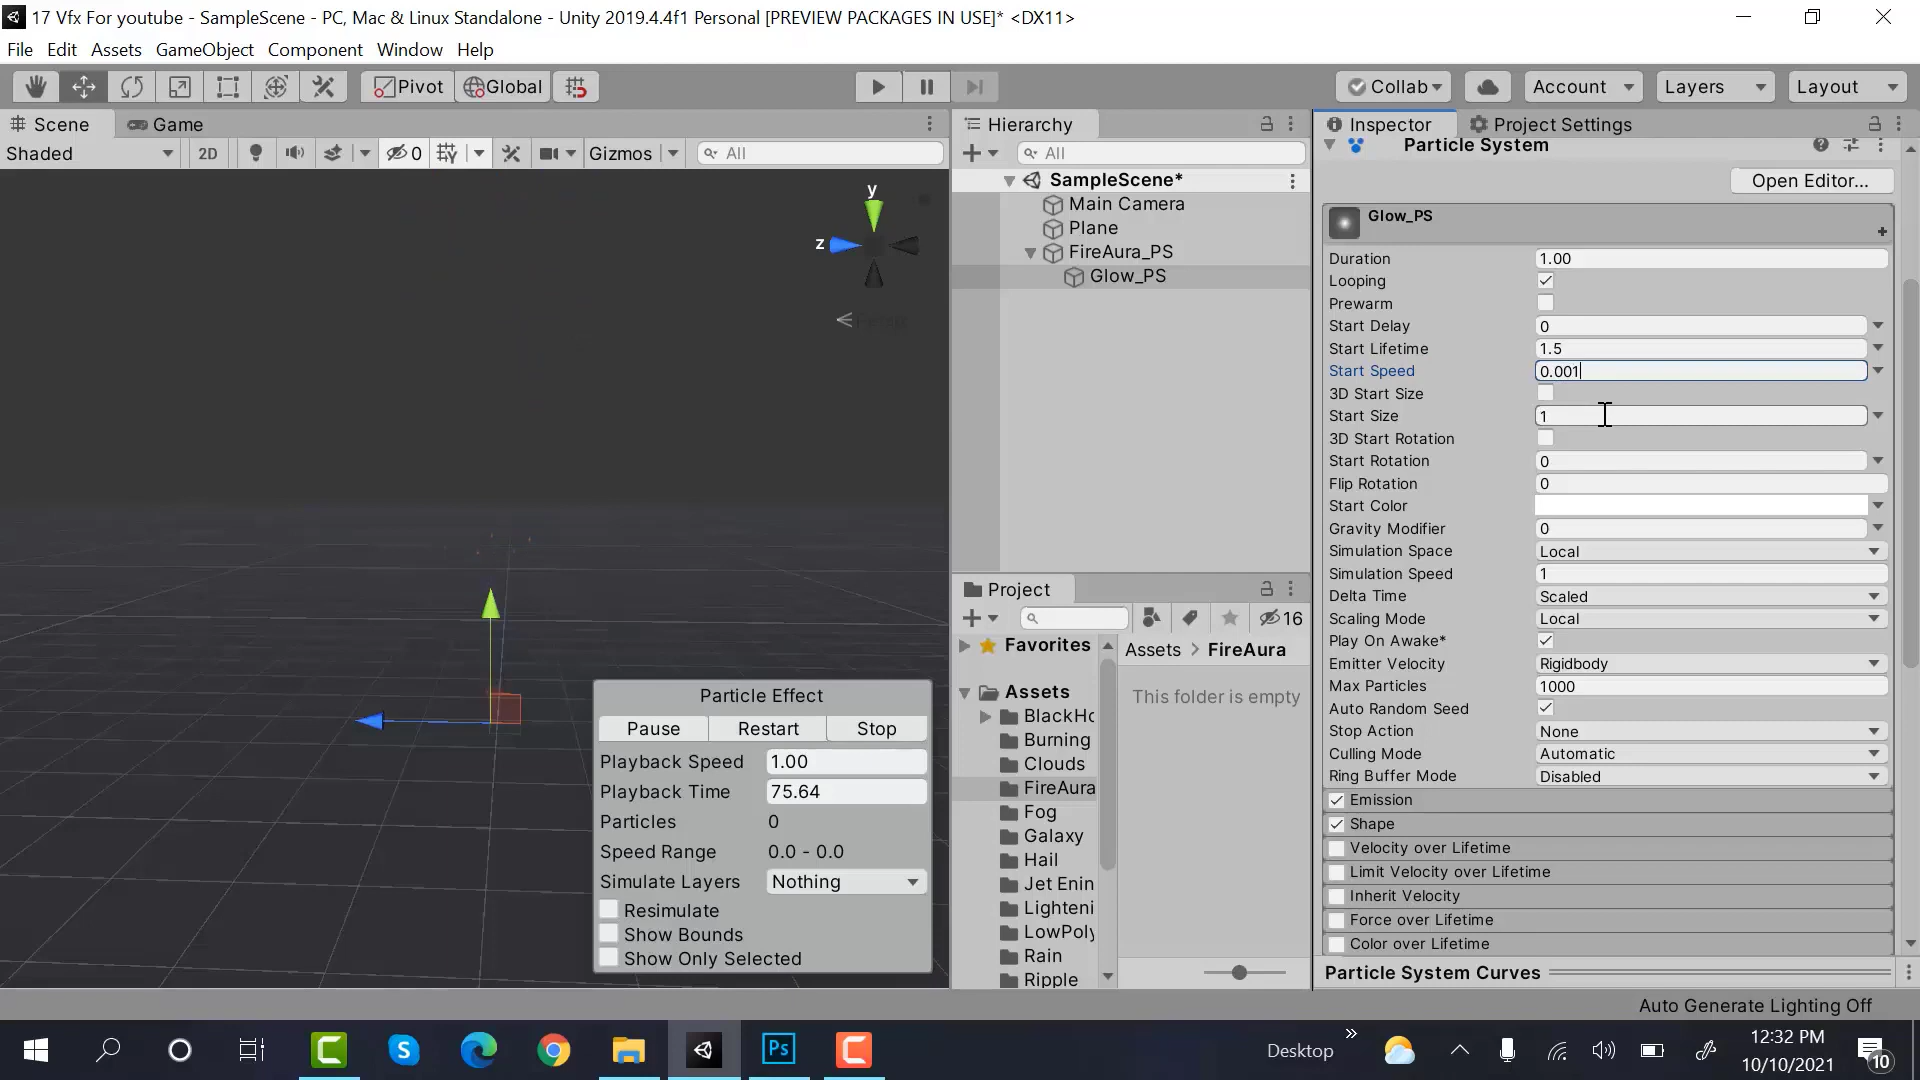 17 Vfx For youtube - SampleScene - PC, Mac & Linux Standalone - Unity 2019.4.4f1 Personal [PREVIEW PACKAGES IN USE]* <DX11>
File Edit Assets GameObject Component Window Help
Pivot Global Collab Account Layers Layout
Scene Game
Shaded 2D 0 Gizmos All
y
z
Particle Effect
Pause Restart Stop
Playback Speed 1.00
Playback Time 75.64
Particles 0
Speed Range 0.0 - 0.0
Simulate Layers Nothing
Resimulate
Show Bounds
Show Only Selected
Hierarchy
All
SampleScene*
Main Camera
Plane
FireAura_PS
Glow_PS
Project
16
Favorites
Assets
BlackHo
Burning
Clouds
FireAura
Fog
Galaxy
Hail
Jet Enin
Lighteni
LowPoly
Rain
Ripple
Assets > FireAura
This folder is empty
Inspector Project Settings
Particle System
Open Editor...
Glow_PS
Duration 1.00
Looping
Prewarm
Start Delay 0
Start Lifetime 1.5
Start Speed 0.001
3D Start Size
Start Size 1
3D Start Rotation
Start Rotation 0
Flip Rotation 0
Start Color
Gravity Modifier 0
Simulation Space Local
Simulation Speed 1
Delta Time Scaled
Scaling Mode Local
Play On Awake*
Emitter Velocity Rigidbody
Max Particles 1000
Auto Random Seed
Stop Action None
Culling Mode Automatic
Ring Buffer Mode Disabled
Emission
Shape
Velocity over Lifetime
Limit Velocity over Lifetime
Inherit Velocity
Force over Lifetime
Color over Lifetime
Particle System Curves
Auto Generate Lighting Off
Ps
Desktop
12:32 PM
10/10/2021
10